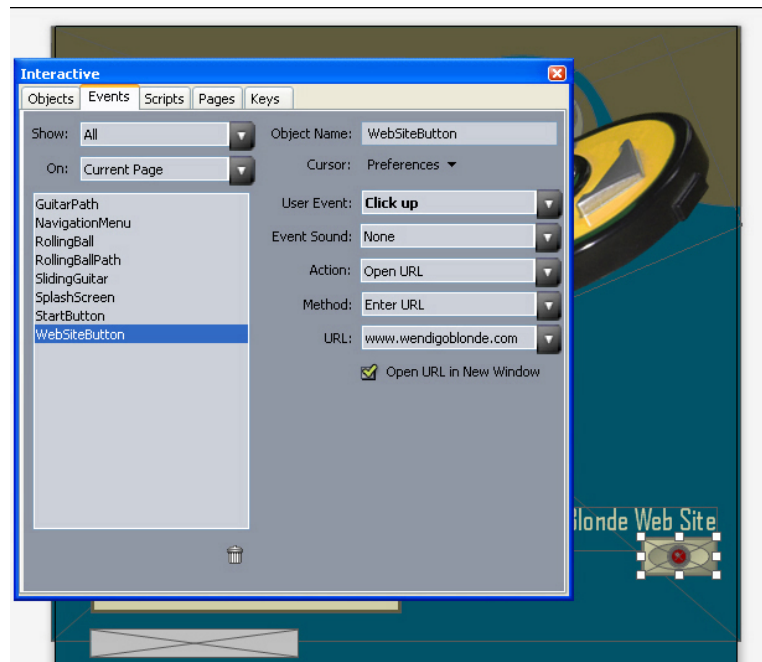 Interactive
Objects Events Scripts Pages Keys
Show: All
On: Current Page
GuitarPath
NavigationMenu
RollingBall
RollingBallPath
SlidingGuitar
SplashScreen
StartButton
WebSiteButton
Object Name: WebSiteButton
Cursor: Preferences
User Event: Click up
Event Sound: None
Action: Open URL
Method: Enter URL
URL: www.wendigoblonde.com
Open URL in New Window
Blonde Web Site